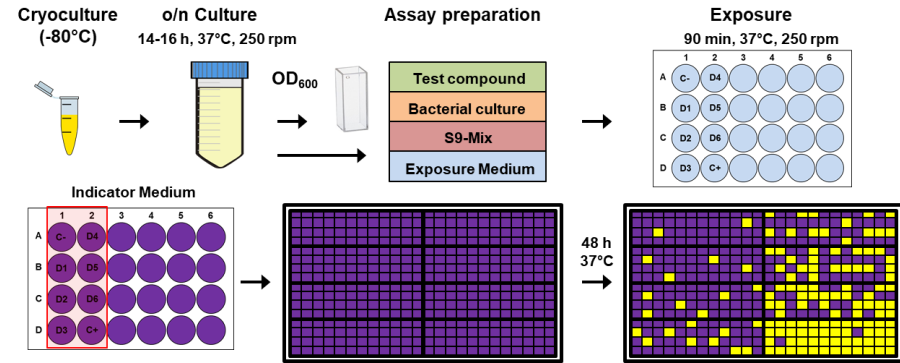 Cryoculture
(-80°C)
o/n Culture
14-16 h, 37°C, 250 rpm
OD600
Assay preparation
Test compound
Bacterial culture
S9-Mix
Exposure Medium
Exposure
90 min, 37°C, 250 rpm
1 2 3 4 5 6
A C- D4
B D1 D5
C D2 D6
D D3 C+
Indicator Medium
1 2 3 4 5 6
A C- D4
B D1 D5
C D2 D6
D D3 C+
48 h
37°C